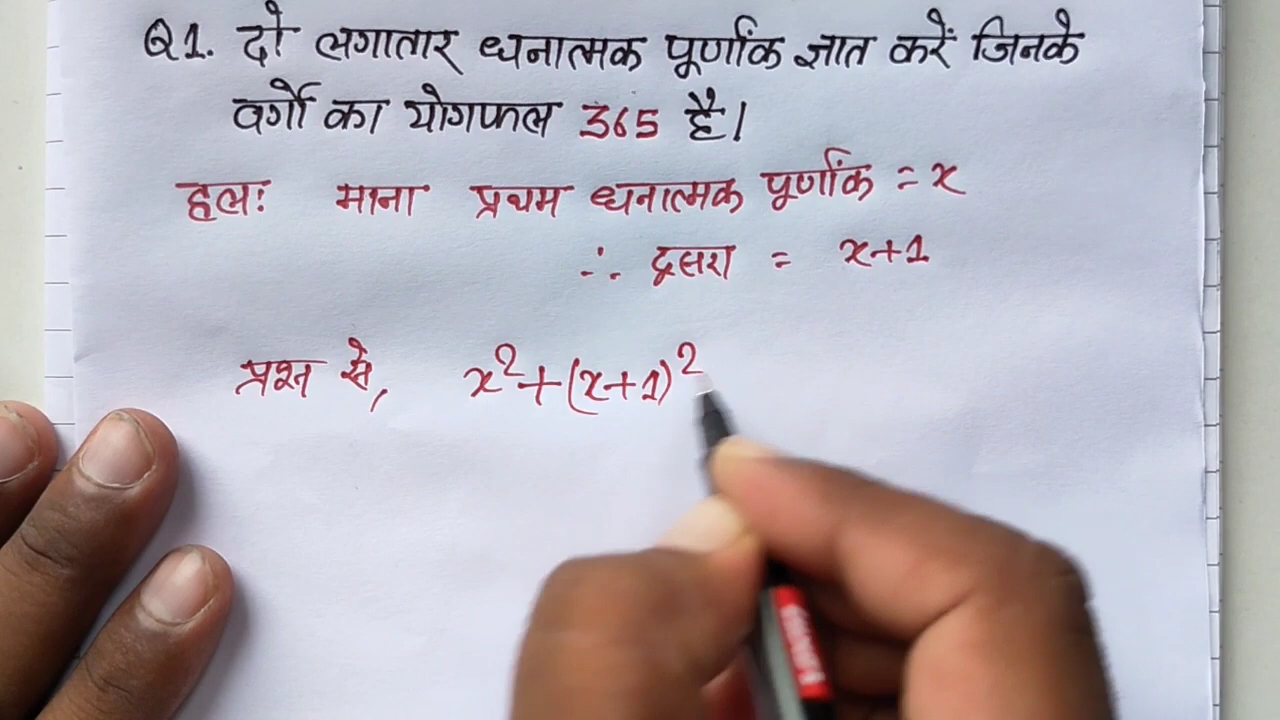 Q1. दो लगातार धनात्मक पूर्णांक ज्ञात करें जिनके
वर्गों का योगफल 365 है।
हलः माना प्रथम धनात्मक पूर्णांक = x
∴ दूसरा = x+1
प्रश्न से, x²+(x+1)²